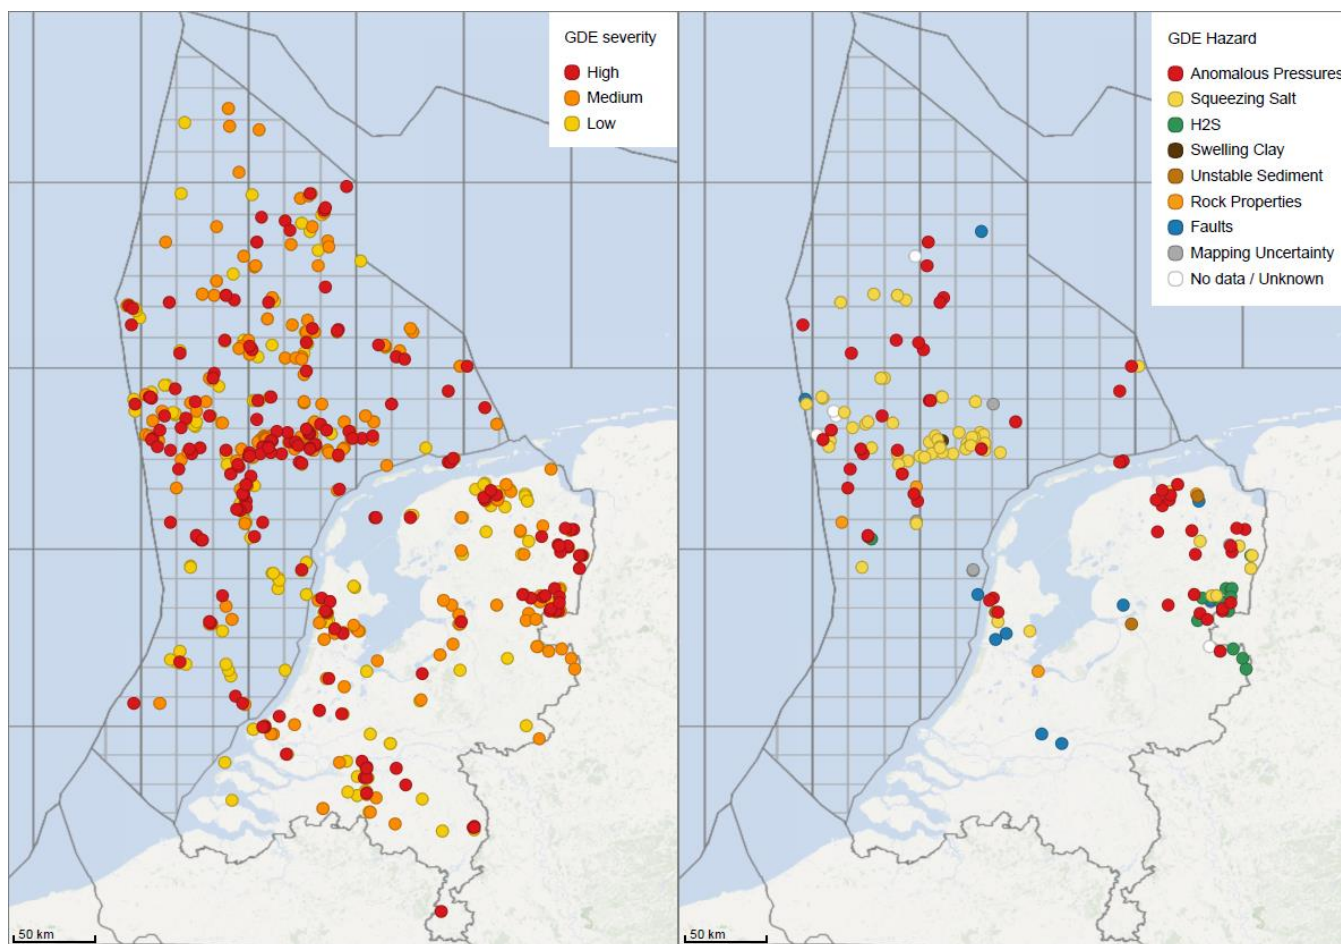 GDE severity
High
Medium
Low
50 km
GDE Hazard
Anomalous Pressures
Squeezing Salt
H2S
Swelling Clay
Unstable Sediment
Rock Properties
Faults
Mapping Uncertainty
No data / Unknown
50 km